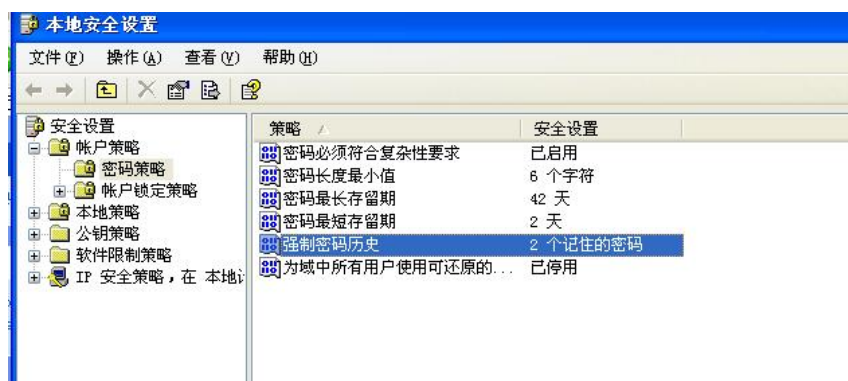 本地安全设置
文件(F) 操作(A) 查看(V) 帮助(H)
安全设置
帐户策略
密码策略
帐户锁定策略
本地策略
公钥策略
软件限制策略
IP 安全策略，在 本地
策略 安全设置
密码必须符合复杂性要求 已启用
密码长度最小值 6 个字符
密码最长存留期 42 天
密码最短存留期 2 天
强制密码历史 2 个记住的密码
为域中所有用户使用可还原的... 已停用